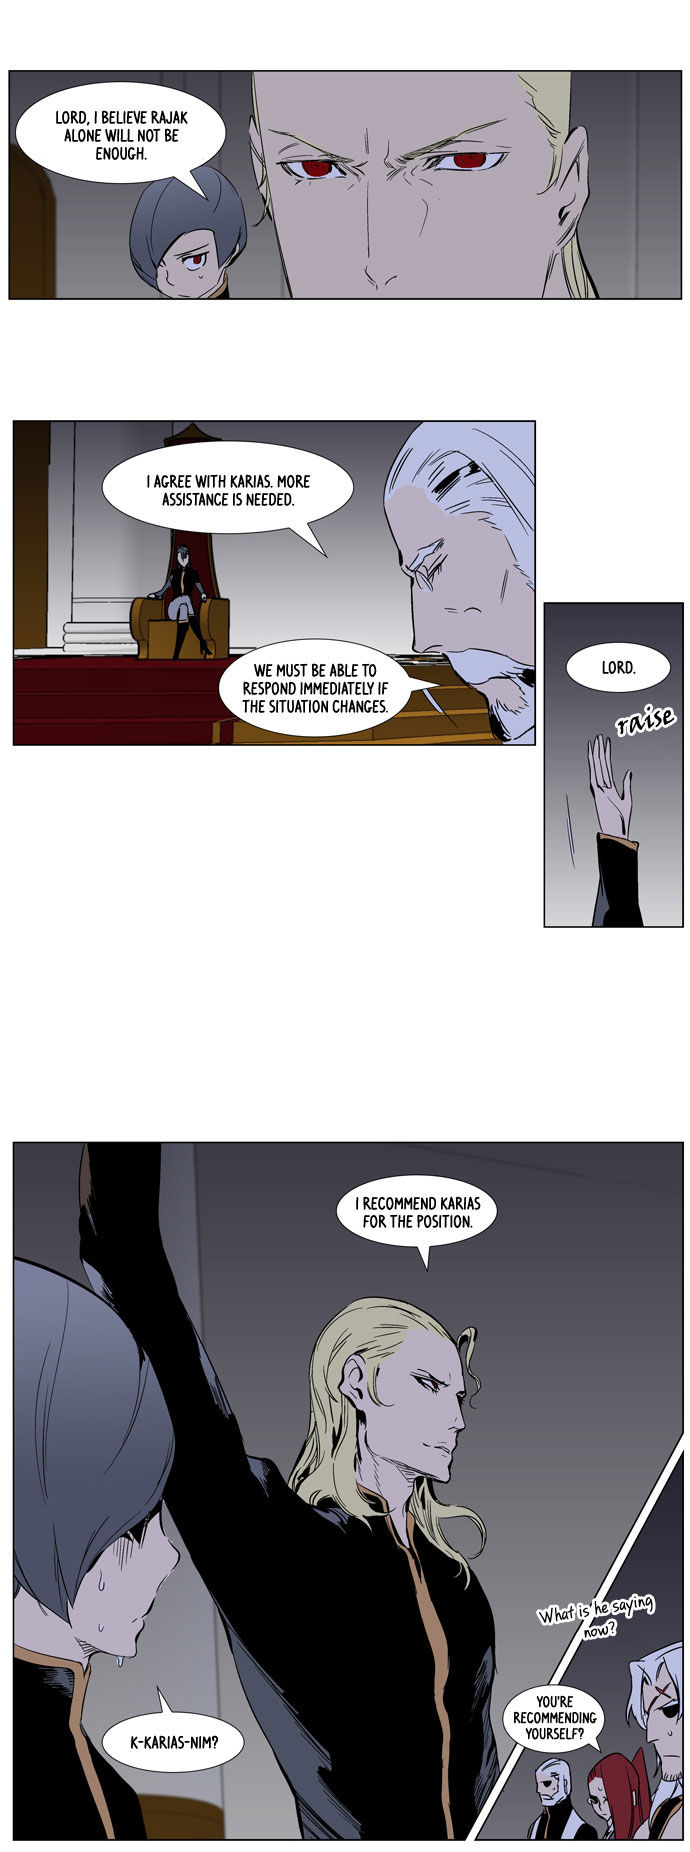 LORD, I BELIEVE RAJAK
ALONE WILL NOT BE
ENOUGH.
I AGREE WITH KARIAS. MORE
ASSISTANCE IS NEEDED.
WE MUST BE ABLE TO
RESPOND IMMEDIATELY IF
THE SITUATION CHANGES.
LORD.
raise
I RECOMMEND KARIAS
FOR THE POSITION.
What is he saying
now?
YOU'RE
RECOMMENDING
YOURSELF?
K-KARIAS-NIM?